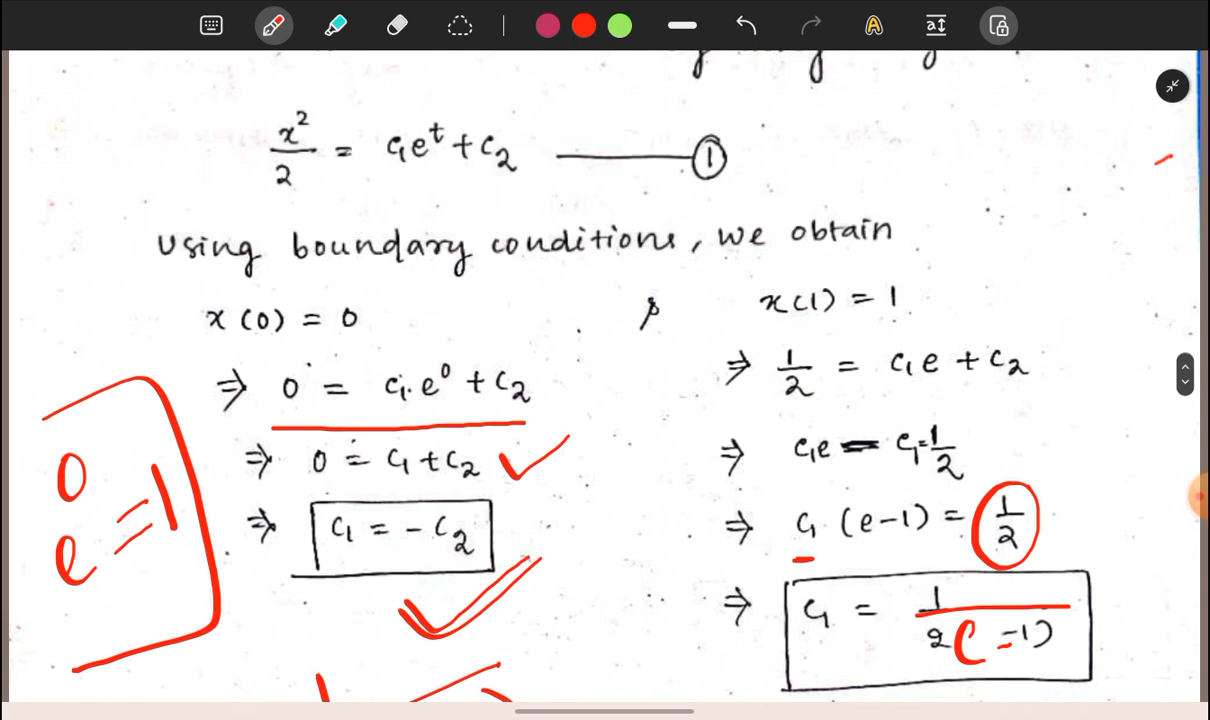 x²/2 = c₁eᵗ + c₂ ——— ①
using boundary conditions, we obtain
x(0) = 0
⇒ 0 = c₁.e⁰ + c₂
⇒ 0 = c₁ + c₂
⇒ c₁ = -c₂
0
e = 1
x(1) = 1
⇒ 1/2 = c₁e + c₂
⇒ c₁e - c₁ = 1/2
⇒ c₁ (e-1) = 1/2
⇒ c₁ = 1/2( -1)